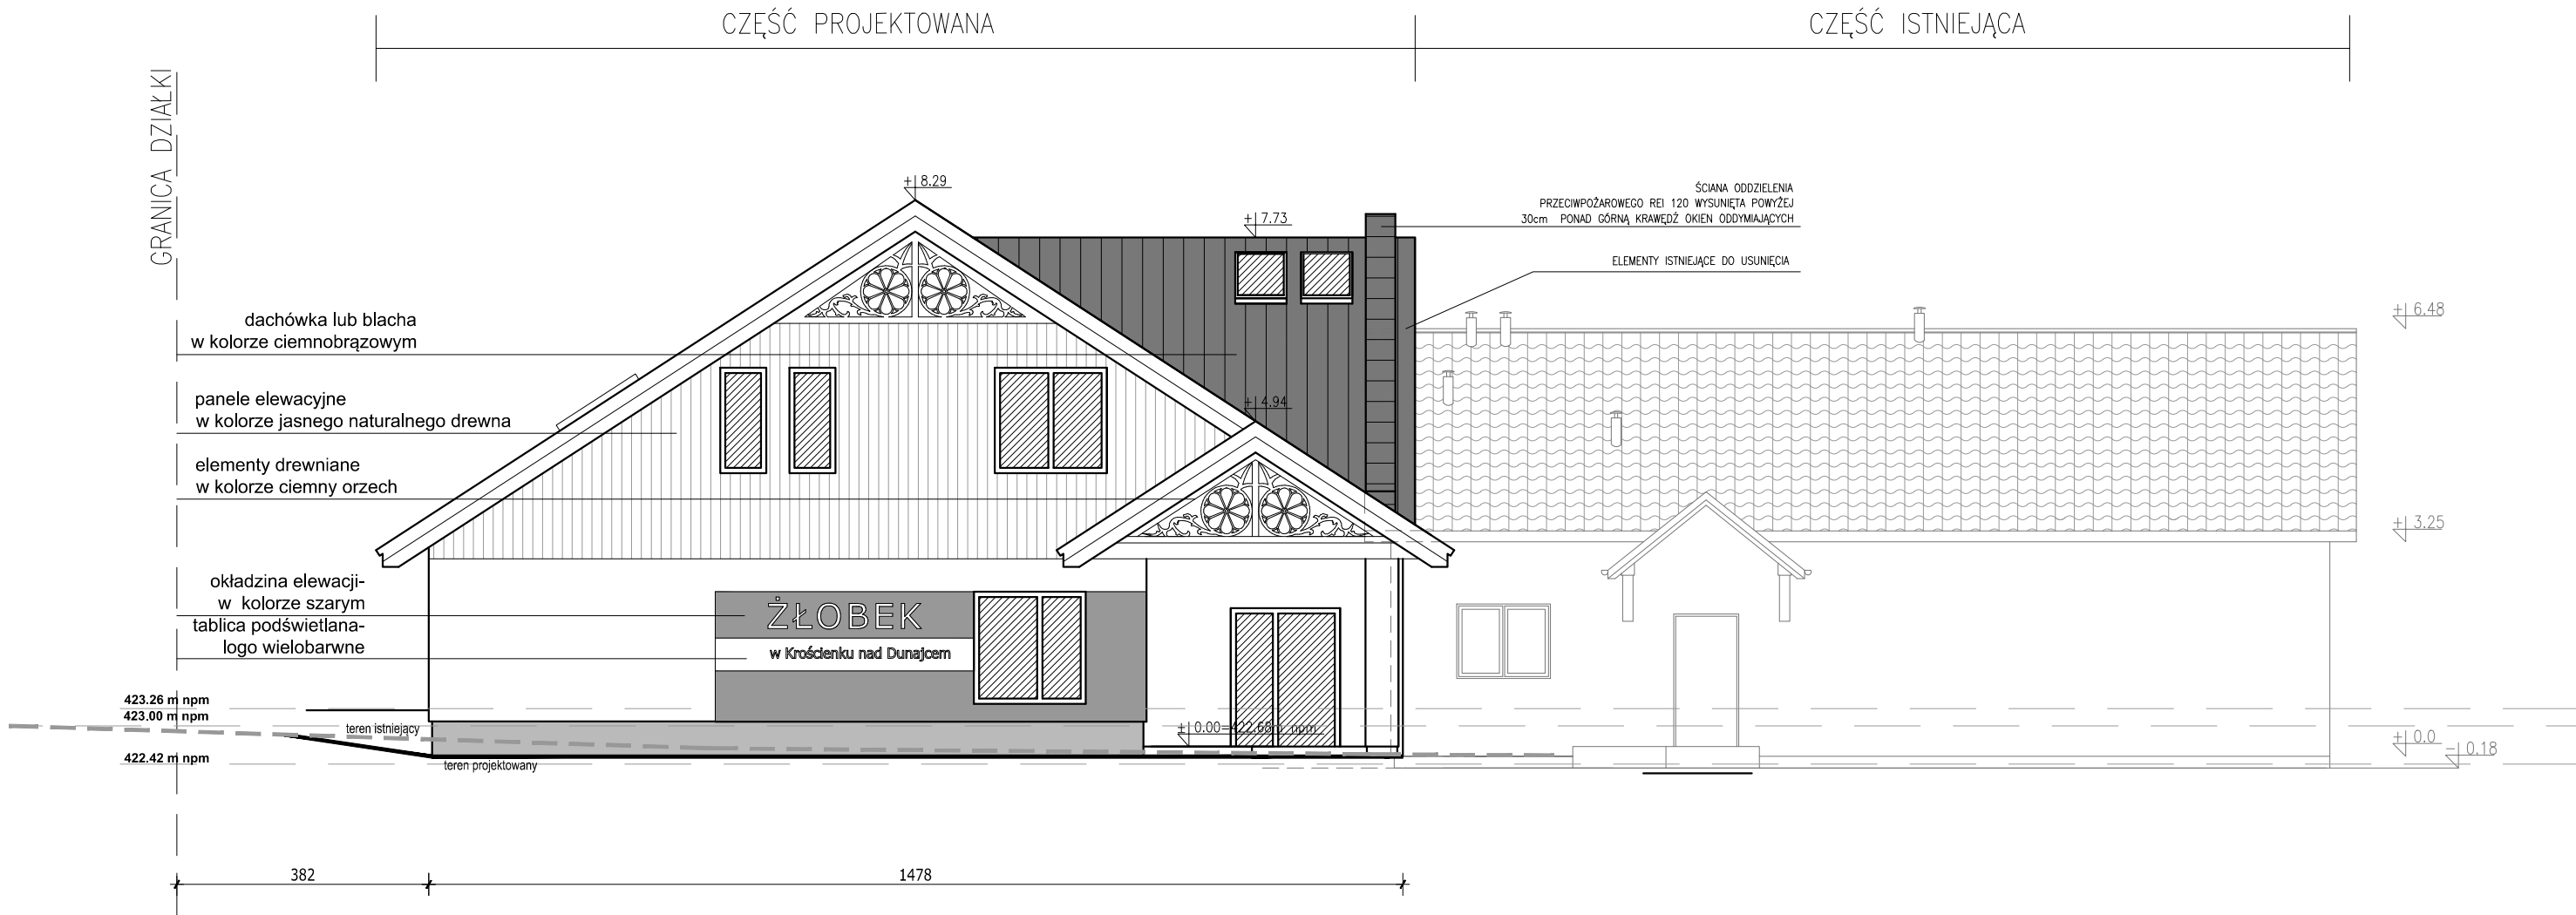 CZĘŚĆ PROJEKTOWANA
CZĘŚĆ ISTNIEJĄCA
GRANICA DZIAŁKI
+ 8.29
+ 7.73
ŚCIANA ODDZIELENIA
PRZECIWPOŻAROWEGO REI 120 WYSUNIĘTA POWYŻEJ
30cm PONAD GÓRNĄ KRAWĘDŹ OKIEN ODDYMIAJĄCYCH
ELEMENTY ISTNIEJĄCE DO USUNIĘCIA
+ 6.48
dachówka lub blacha
w kolorze ciemnobrązowym
panele elewacyjne
w kolorze jasnego naturalnego drewna
+ 4.94
elementy drewniane
w kolorze ciemny orzech
+ 3.25
okładzina elewacji-
w kolorze szarym
tablica podświetlana-
logo wielobarwne
ŻŁOBEK
w Krościenku nad Dunajcem
423.26 m npm
423.00 m npm
teren istniejący
± 0.00=422.68m npm
± 0.0
− 0.18
422.42 m npm
teren projektowany
382
1478